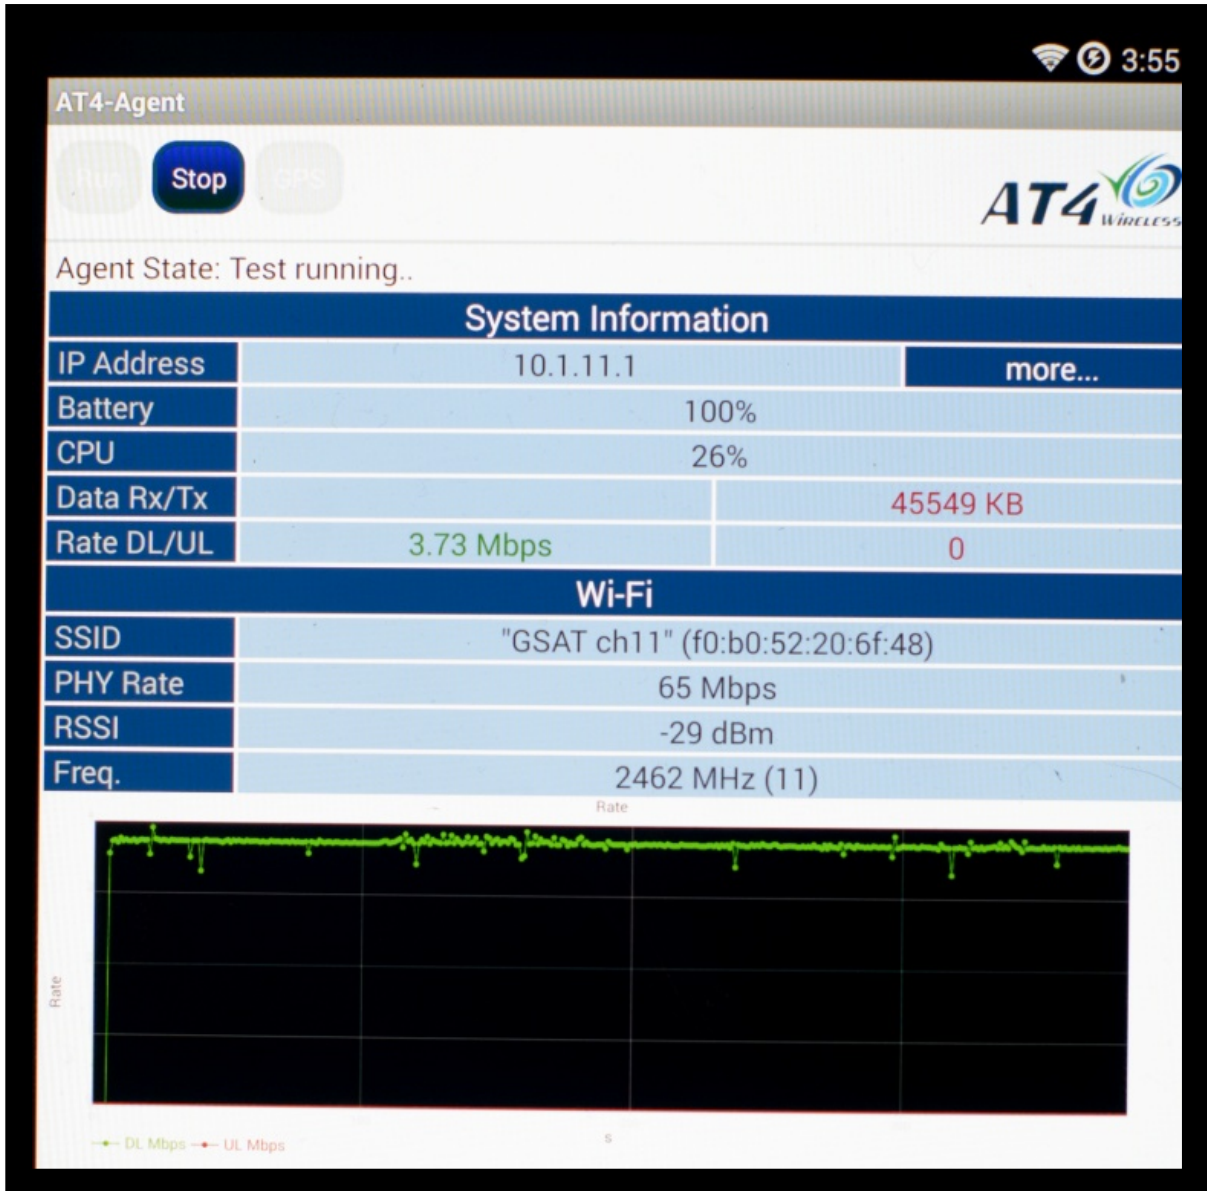 3:55
AT4-Agent
Run Stop GPS
AT4 WIRELESS
Agent State: Test running..
System Information
IP Address 10.1.11.1 more...
Battery 100%
CPU 26%
Data Rx/Tx 45549 KB
Rate DL/UL 3.73 Mbps 0
Wi-Fi
SSID "GSAT ch11" (f0:b0:52:20:6f:48)
PHY Rate 65 Mbps
RSSI -29 dBm
Freq. 2462 MHz (11)
Rate
Rate
s
DL Mbps UL Mbps